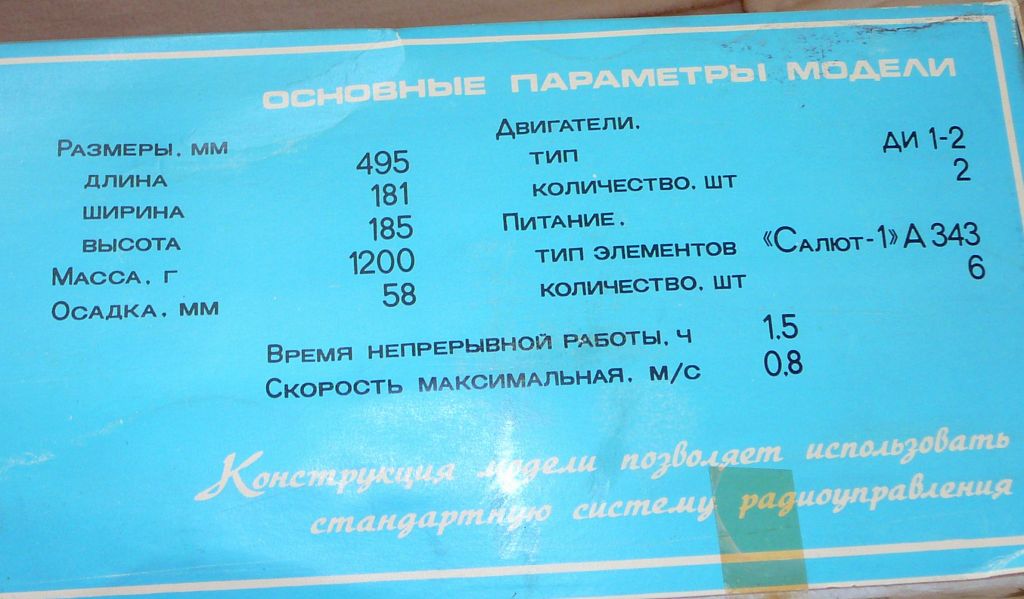 ОСНОВНЫЕ ПАРАМЕТРЫ МОДЕЛИ
РАЗМЕРЫ, ММ
ДЛИНА 495
ШИРИНА 181
ВЫСОТА 185
МАССА, Г 1200
ОСАДКА, ММ 58
ДВИГАТЕЛИ.
ТИП ДИ 1-2
КОЛИЧЕСТВО, ШТ 2
ПИТАНИЕ.
ТИП ЭЛЕМЕНТОВ «САЛЮТ-1» А 343
КОЛИЧЕСТВО. ШТ 6
ВРЕМЯ НЕПРЕРЫВНОЙ РАБОТЫ, Ч 1.5
СКОРОСТЬ МАКСИМАЛЬНАЯ, М/С 0,8
Конструкция модели позволяет использовать
стандартную систему радиоуправления